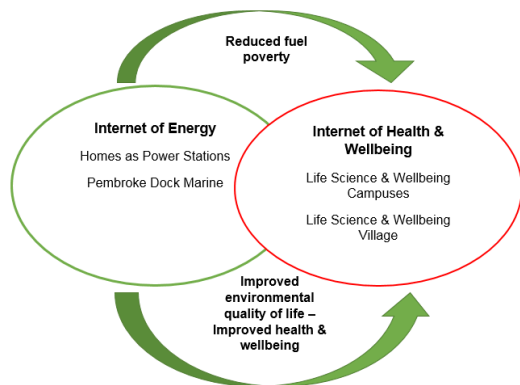 Reduced fuel
poverty
Internet of Energy
Homes as Power Stations
Pembroke Dock Marine
Internet of Health &
Wellbeing
Life Science & Wellbeing
Campuses
Life Science & Wellbeing
Village
Improved
environmental
quality of life –
Improved health &
wellbeing